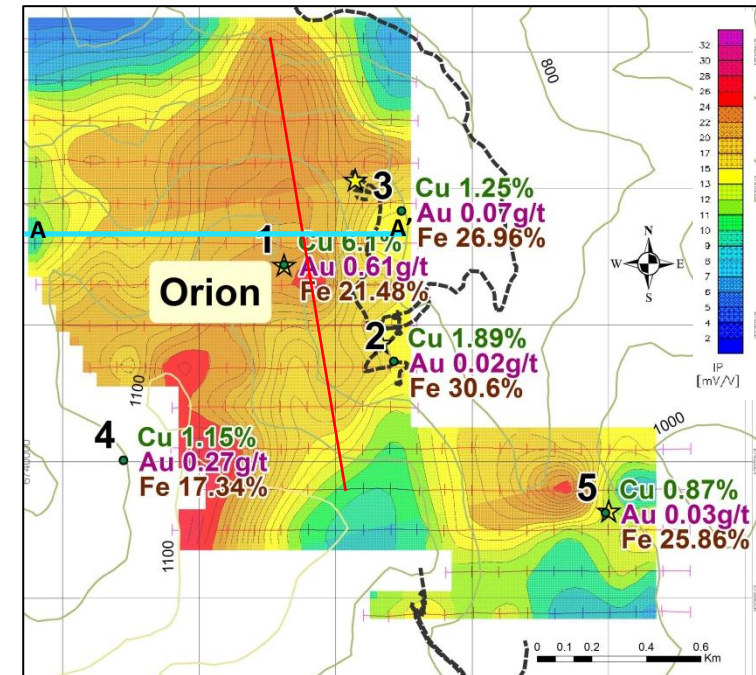 800
3
Cu 1.25%
Au 0.07g/t
Fe 26.96%
A
A'
1
Cu 6.1%
Au 0.61g/t
Fe 21.48%
Orion
2
Cu 1.89%
Au 0.02g/t
Fe 30.6%
1100
4
Cu 1.15%
Au 0.27g/t
Fe 17.34%
1100
1000
5
Cu 0.87%
Au 0.03g/t
Fe 25.86%
N
W E
S
32
30
28
26
24
22
20
17
15
13
12
11
10
9
8
7
6
5
4
2
IP
[mV/V]
0 0.1 0.2 0.4 0.6
Km